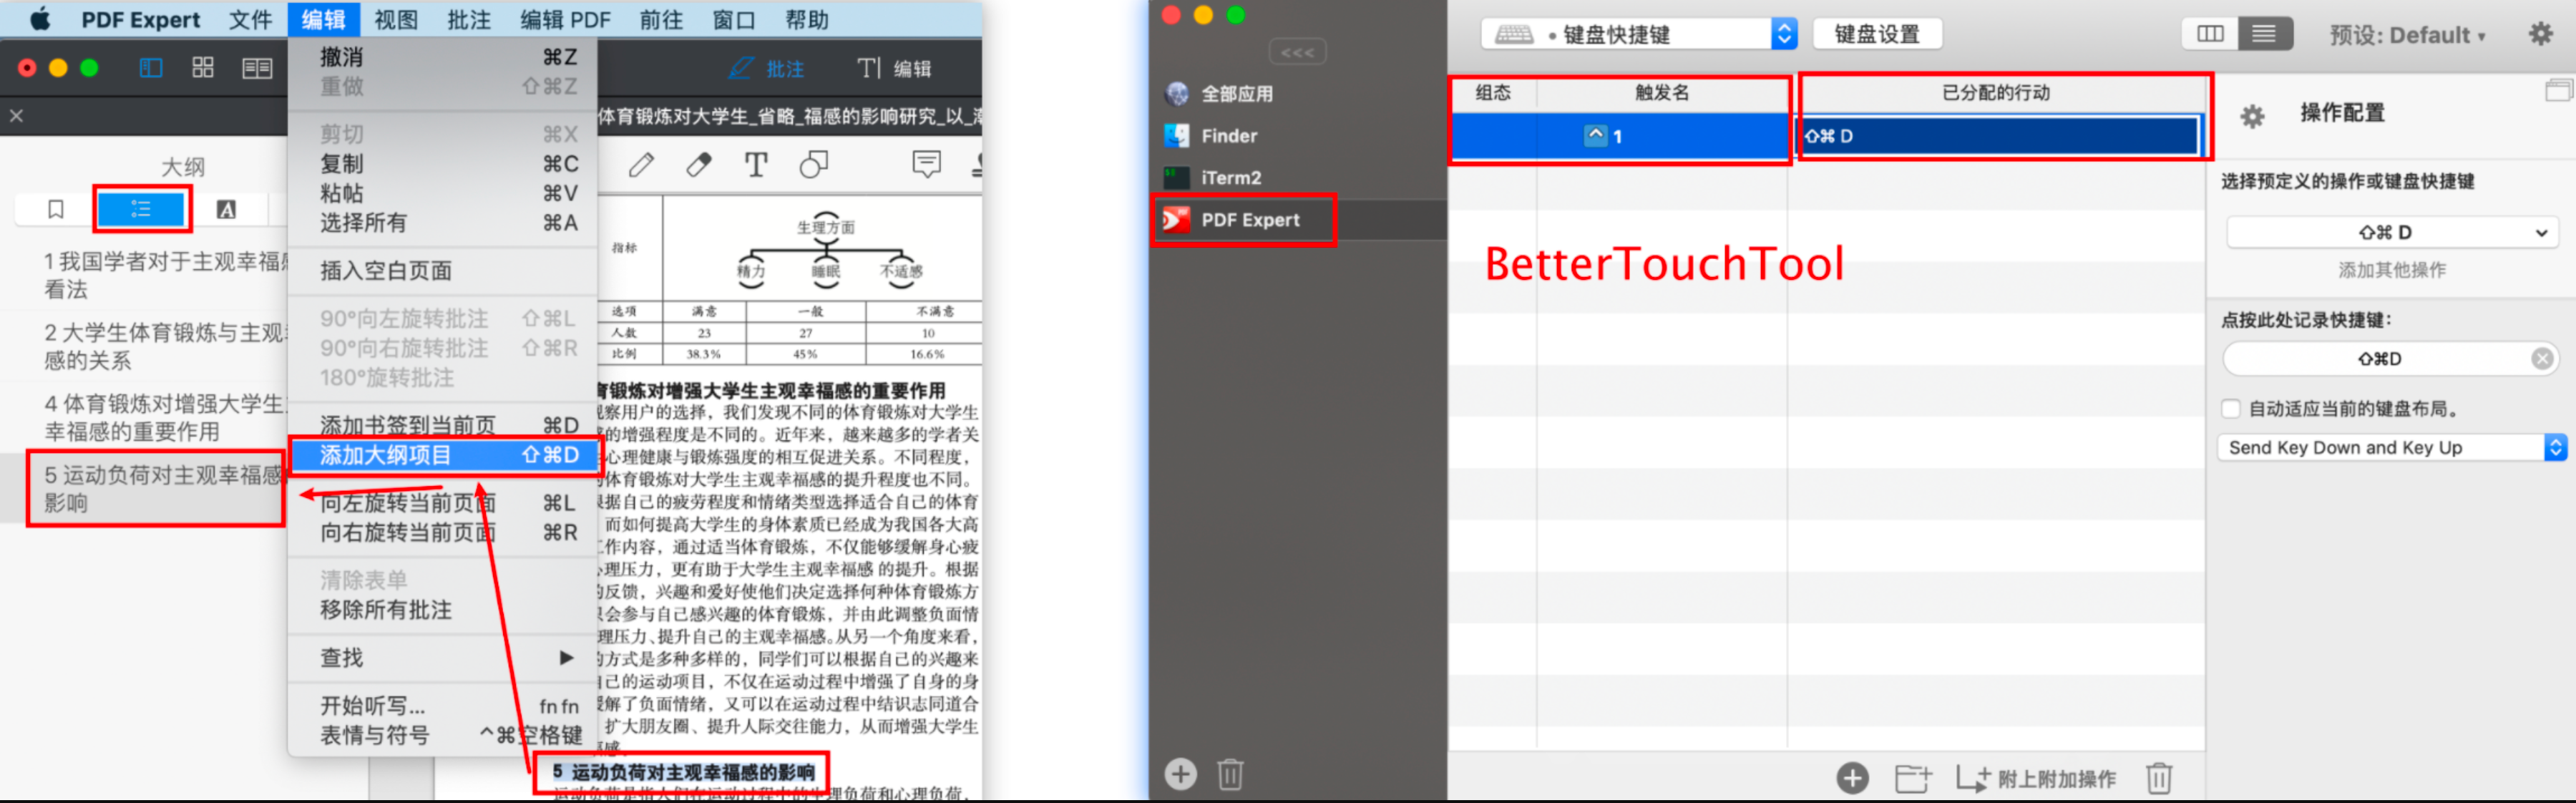 PDF Expert 文件 编辑 视图 批注 编辑 PDF 前往 窗口 帮助
批注 T| 编辑
体育锻炼对大学生_省略_福感的影响研究_以_
大纲
1 我国学者对于主观幸福
看法
2 大学生体育锻炼与主观
感的关系
4 体育锻炼对增强大学生
幸福感的重要作用
5 运动负荷对主观幸福感
影响
撤消 ⌘Z
重做 ⇧⌘Z
剪切 ⌘X
复制 ⌘C
粘帖 ⌘V
选择所有 ⌘A
插入空白页面
90°向左旋转批注 ⇧⌘L
90°向右旋转批注 ⇧⌘R
180°旋转批注
添加书签到当前页 ⌘D
添加大纲项目 ⇧⌘D
向左旋转当前页面 ⌘L
向右旋转当前页面 ⌘R
清除表单
移除所有批注
查找 ▶
开始听写... fn fn
表情与符号 ^⌘空格键
指标
生理方面
精力 睡眠 不适感
选项 满意 一般 不满意
人数 23 27 10
比例 38.3% 45% 16.6%
育锻炼对增强大学生主观幸福感的重要作用
观察用户的选择，我们发现不同的体育锻炼对大学生
的增强程度是不同的。近年来，越来越多的学者关
心理健康与锻炼强度的相互促进关系。不同程度，
体育锻炼对大学生主观幸福感的提升程度也不同。
根据自己的疲劳程度和情绪类型选择适合自己的体育
而如何提高大学生的身体素质已经成为我国各大高
工作内容，通过适当体育锻炼，不仅能够缓解身心疲
心理压力，更有助于大学生主观幸福感 的提升。根据
的反馈，兴趣和爱好使他们决定选择何种体育锻炼方
只会参与自己感兴趣的体育锻炼，并由此调整负面情
理压力、提升自己的主观幸福感。从另一个角度来看，
的方式是多种多样的，同学们可以根据自己的兴趣来
自己的运动项目，不仅在运动过程中增强了自身的身
缓解了负面情绪，又可以在运动过程中结识志同道合
扩大朋友圈、提升人际交往能力，从而增强大学生
福感。
5 运动负荷对主观幸福感的影响
运动负荷是指人们在运动过程中的生理负荷和心理负荷，
<<<
全部应用
Finder
iTerm2
PDF Expert
• 键盘快捷键 键盘设置 预设: Default ▾
组态 触发名 已分配的行动
^ 1 ⇧⌘ D
BetterTouchTool
附上附加操作
操作配置
选择预定义的操作或键盘快捷键
⇧⌘ D
添加其他操作
点按此处记录快捷键：
⇧⌘D
自动适应当前的键盘布局。
Send Key Down and Key Up